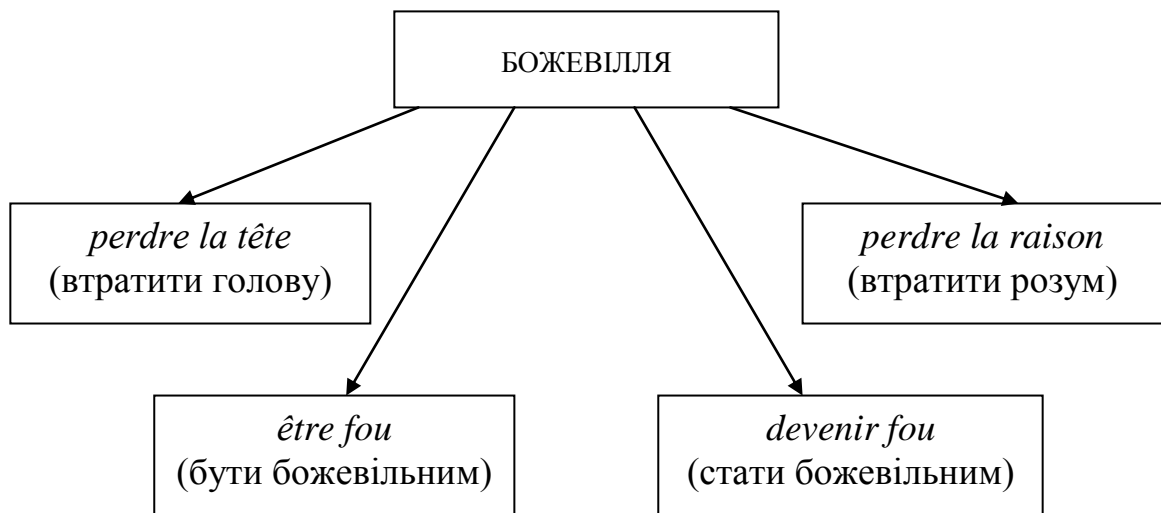 БОЖЕВІЛЛЯ
perdre la tête
(втратити голову)
perdre la raison
(втратити розум)
être fou
(бути божевільним)
devenir fou
(стати божевільним)